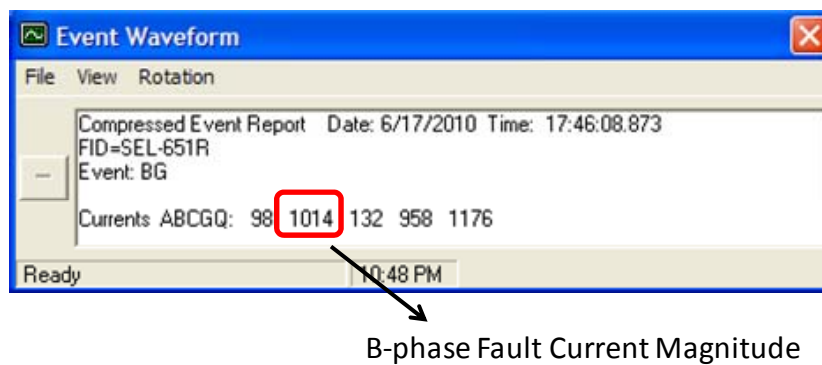 Event Waveform
File View Rotation
Compressed Event Report Date: 6/17/2010 Time: 17:46:08.873
FID=SEL-651R
Event: BG
Currents ABCGQ: 98 1014 132 958 1176
Ready 10:48 PM
B-phase Fault Current Magnitude